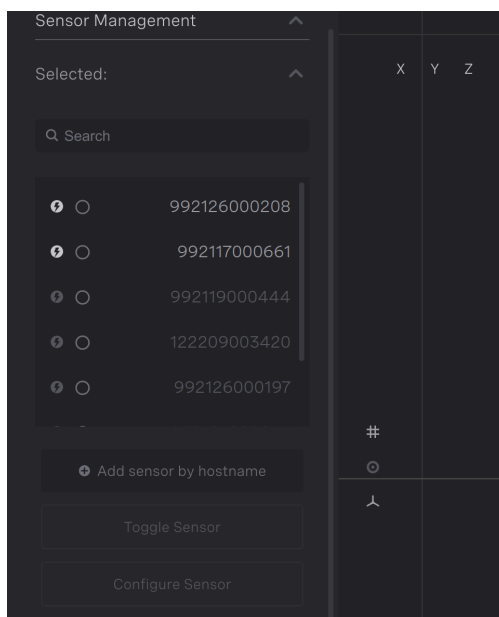 Sensor Management
Selected:
X Y Z
Search
992126000208
992117000661
992119000444
122209003420
992126000197
Add sensor by hostname
Toggle Sensor
Configure Sensor